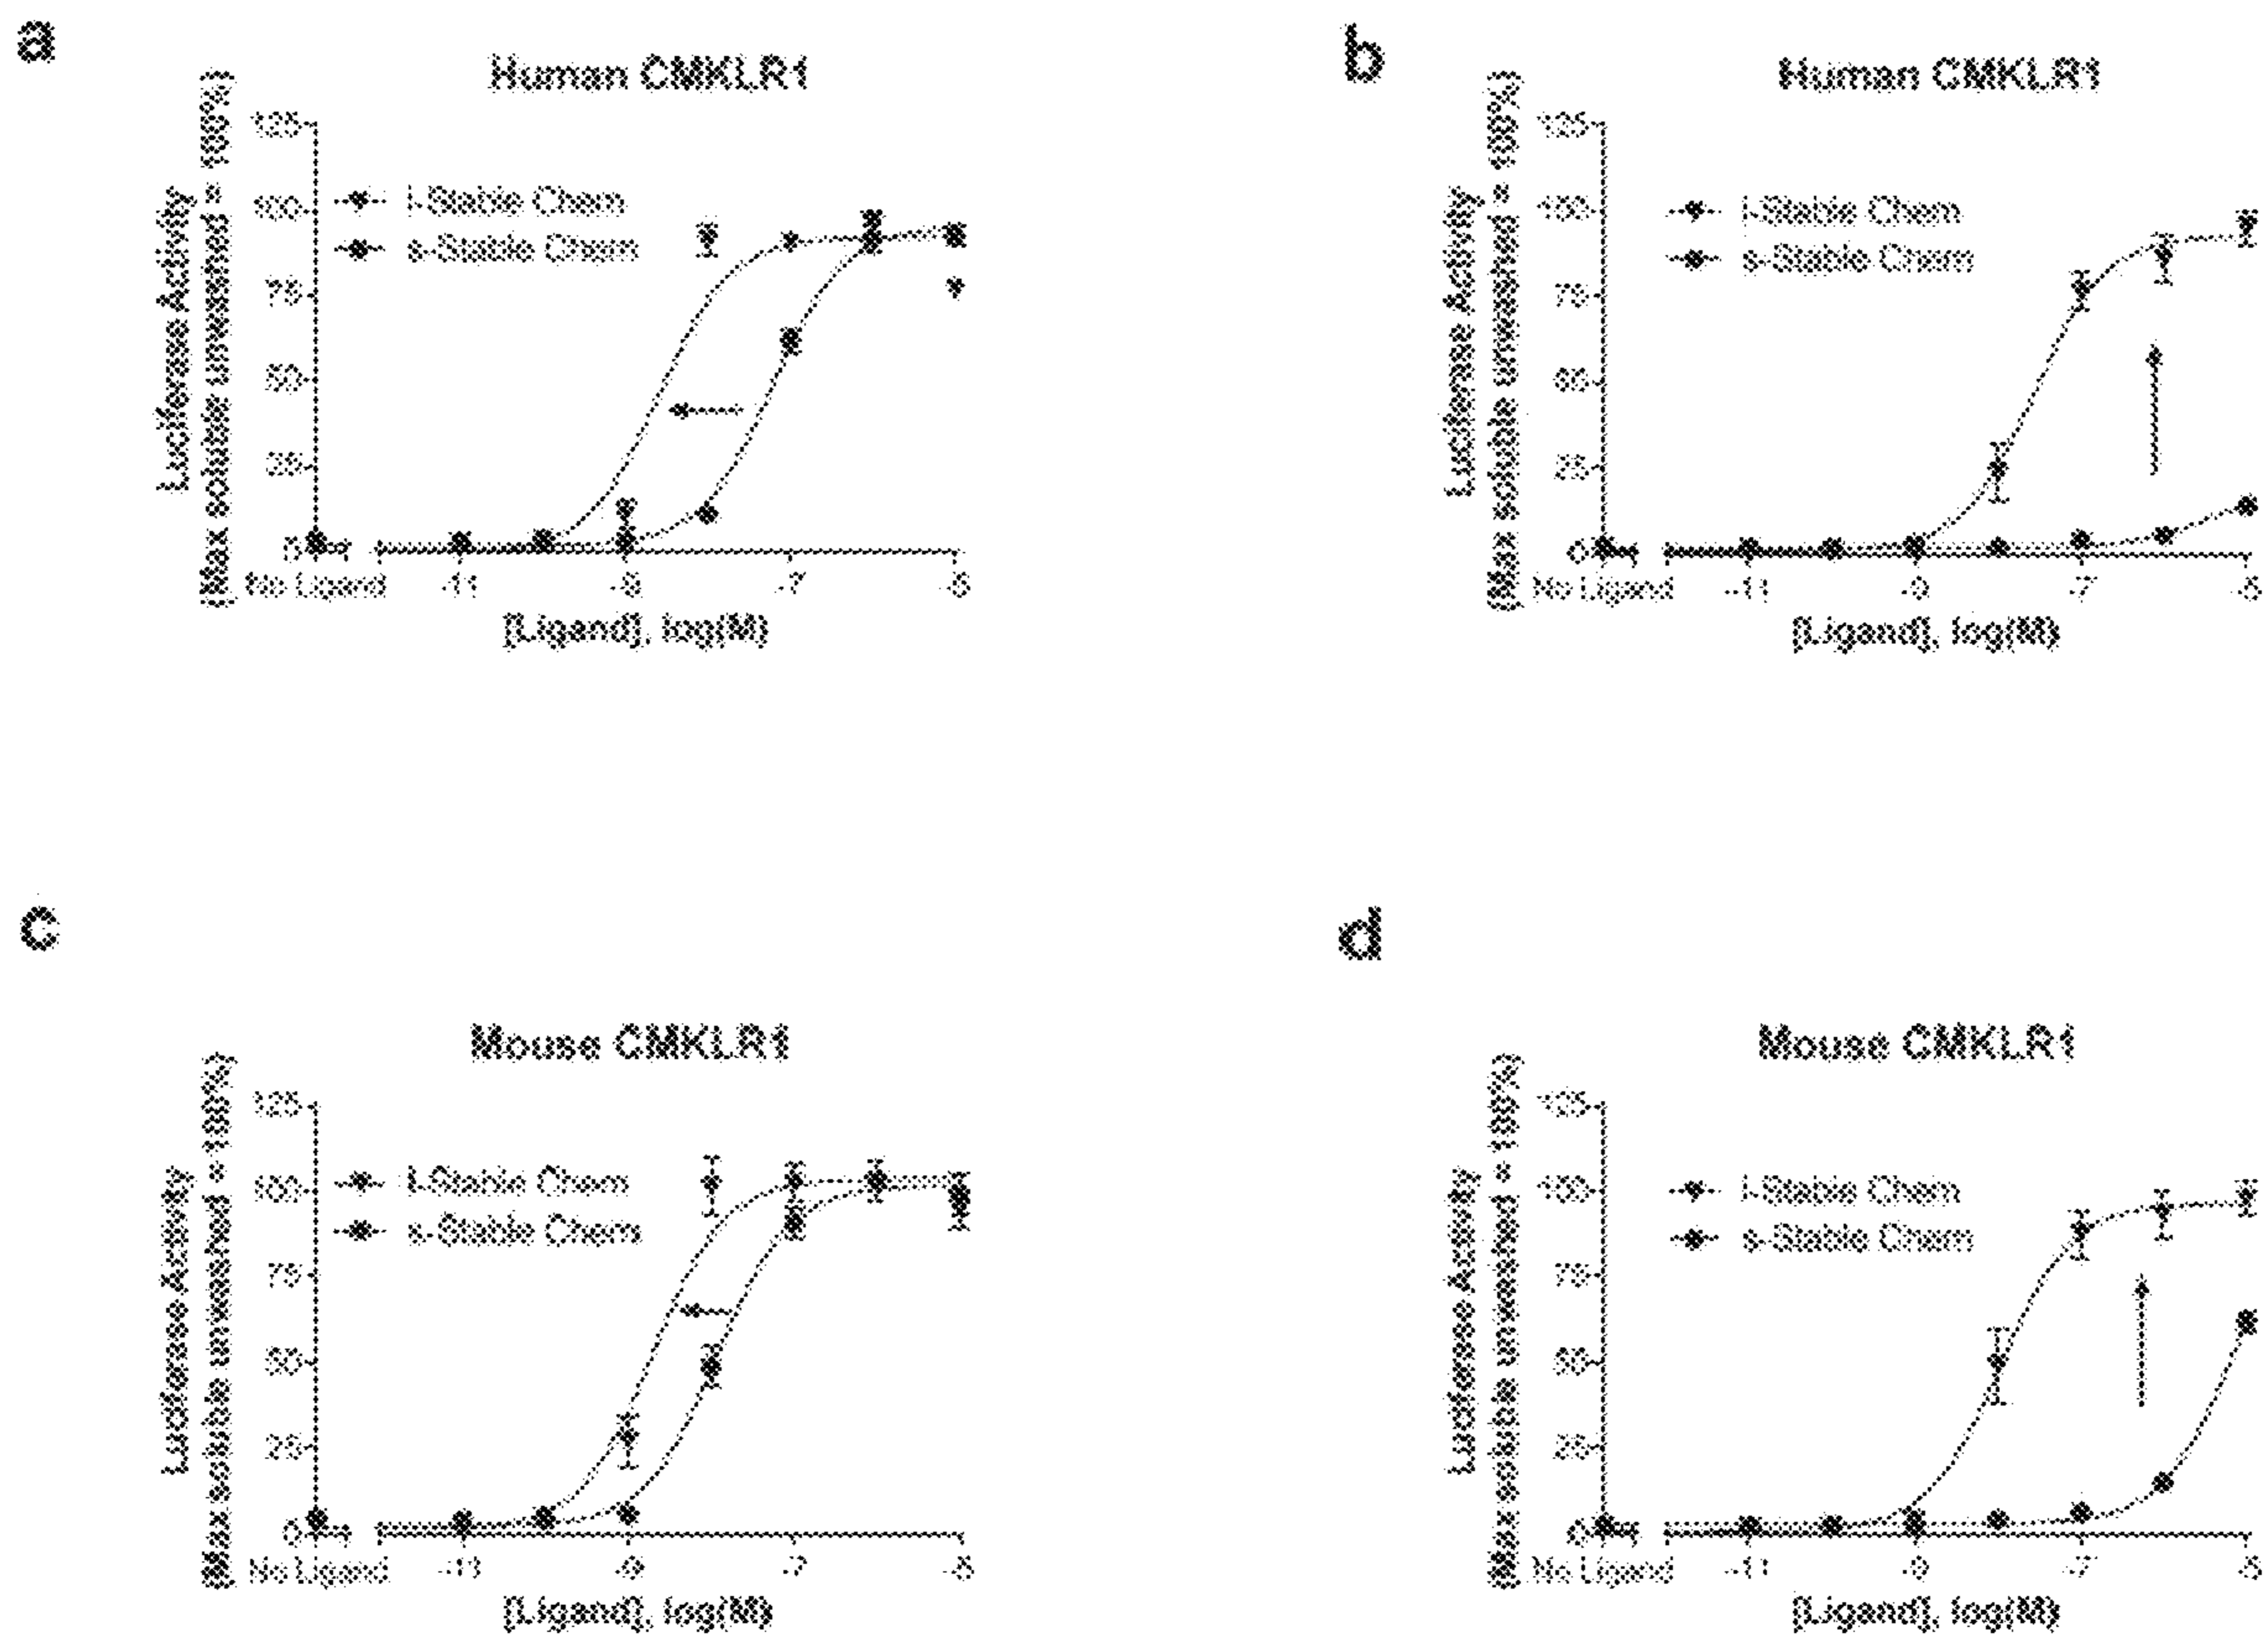 a
Human CMKLR1
Luciferase Activity
(Max soluble unwashed = 100%)
125
100
75
50
25
0
l-Stable Chem
s-Stable Chem
No Ligand
-11
-9
-7
-5
[Ligand], log(M)
b
Human CMKLR1
Luciferase Activity
(Max soluble unwashed = 100%)
125
100
75
50
25
0
l-Stable Chem
s-Stable Chem
No Ligand
-11
-9
-7
-5
[Ligand], log(M)
c
Mouse CMKLR1
Luciferase Activity
(Max soluble unwashed = 100%)
125
100
75
50
25
0
l-Stable Chem
s-Stable Chem
No Ligand
-11
-9
-7
-5
[Ligand], log(M)
d
Mouse CMKLR1
Luciferase Activity
(Max soluble unwashed = 100%)
125
100
75
50
25
0
l-Stable Chem
s-Stable Chem
No Ligand
-11
-9
-7
-5
[Ligand], log(M)